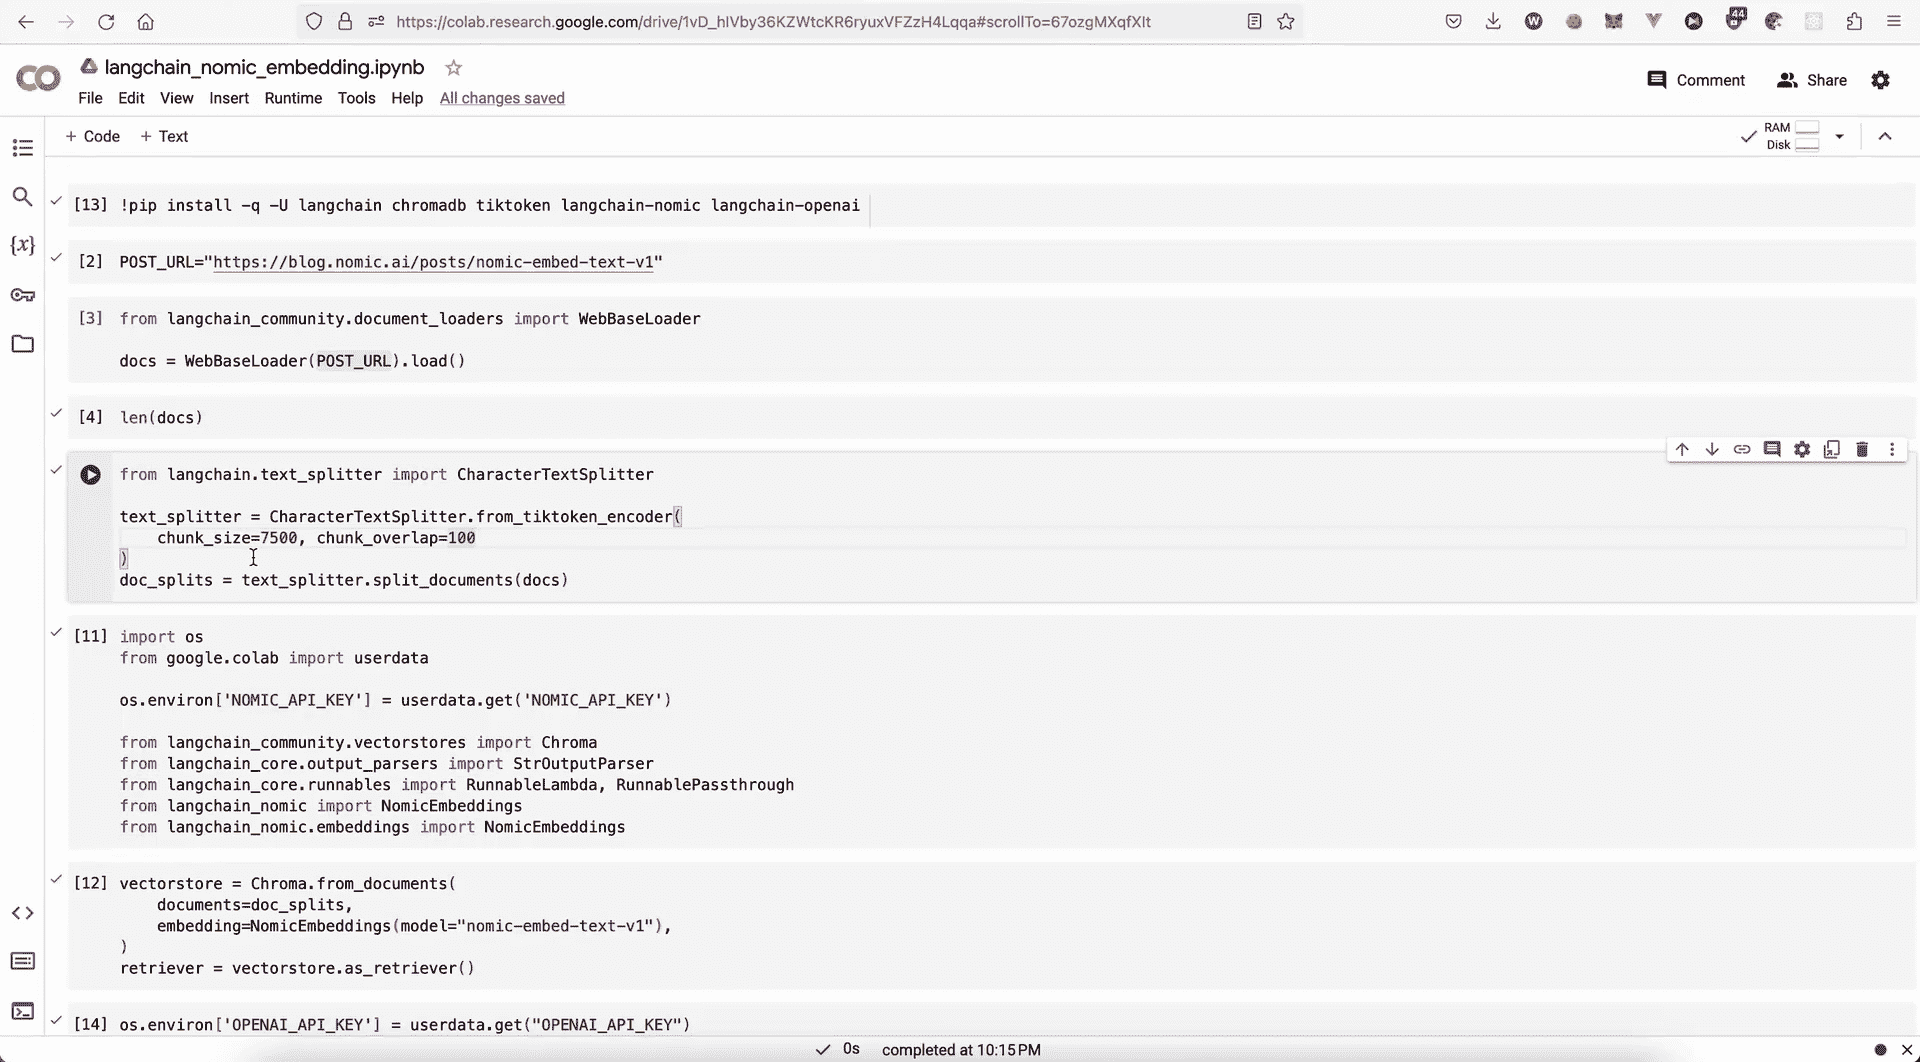 https://colab.research.google.com/drive/1vD_hlVby36KZWtcKR6ryuxVFZzH4Lqqa#scrollTo=67ozgMXqfXIt
W
44
CO
langchain_nomic_embedding.ipynb
File Edit View Insert Runtime Tools Help All changes saved
Comment Share
+ Code + Text
RAM
Disk
[13] !pip install -q -U langchain chromadb tiktoken langchain-nomic langchain-openai
{x}
[2] POST_URL="https://blog.nomic.ai/posts/nomic-embed-text-v1"
[3] from langchain_community.document_loaders import WebBaseLoader
docs = WebBaseLoader(POST_URL).load()
[4] len(docs)
from langchain.text_splitter import CharacterTextSplitter
text_splitter = CharacterTextSplitter.from_tiktoken_encoder(
chunk_size=7500, chunk_overlap=100
)
doc_splits = text_splitter.split_documents(docs)
[11] import os
from google.colab import userdata
os.environ['NOMIC_API_KEY'] = userdata.get('NOMIC_API_KEY')
from langchain_community.vectorstores import Chroma
from langchain_core.output_parsers import StrOutputParser
from langchain_core.runnables import RunnableLambda, RunnablePassthrough
from langchain_nomic import NomicEmbeddings
from langchain_nomic.embeddings import NomicEmbeddings
[12] vectorstore = Chroma.from_documents(
documents=doc_splits,
embedding=NomicEmbeddings(model="nomic-embed-text-v1"),
)
retriever = vectorstore.as_retriever()
[14] os.environ['OPENAI_API_KEY'] = userdata.get("OPENAI_API_KEY")
0s completed at 10:15 PM